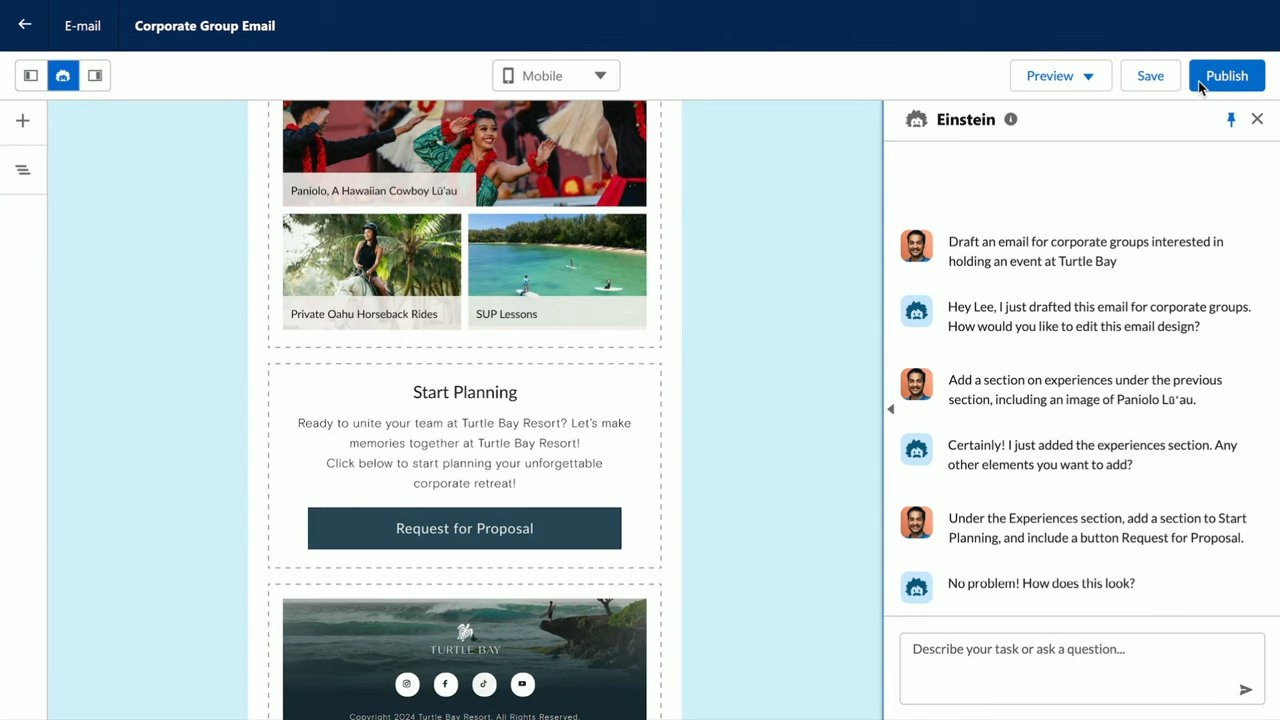 E-mail
Corporate Group Email
Mobile
Preview
Save
Publish
Einstein
Paniolo, A Hawaiian Cowboy Lū‘au
Private Oahu Horseback Rides
SUP Lessons
Start Planning
Ready to unite your team at Turtle Bay Resort? Let's make
memories together at Turtle Bay Resort!
Click below to start planning your unforgettable
corporate retreat!
Request for Proposal
TURTLE BAY
Copyright 2024 Turtle Bay Resort. All Rights Reserved.
Draft an email for corporate groups interested in
holding an event at Turtle Bay
Hey Lee, I just drafted this email for corporate groups.
How would you like to edit this email design?
Add a section on experiences under the previous
section, including an image of Paniolo Lūʻau.
Certainly! I just added the experiences section. Any
other elements you want to add?
Under the Experiences section, add a section to Start
Planning, and include a button Request for Proposal.
No problem! How does this look?
Describe your task or ask a question...